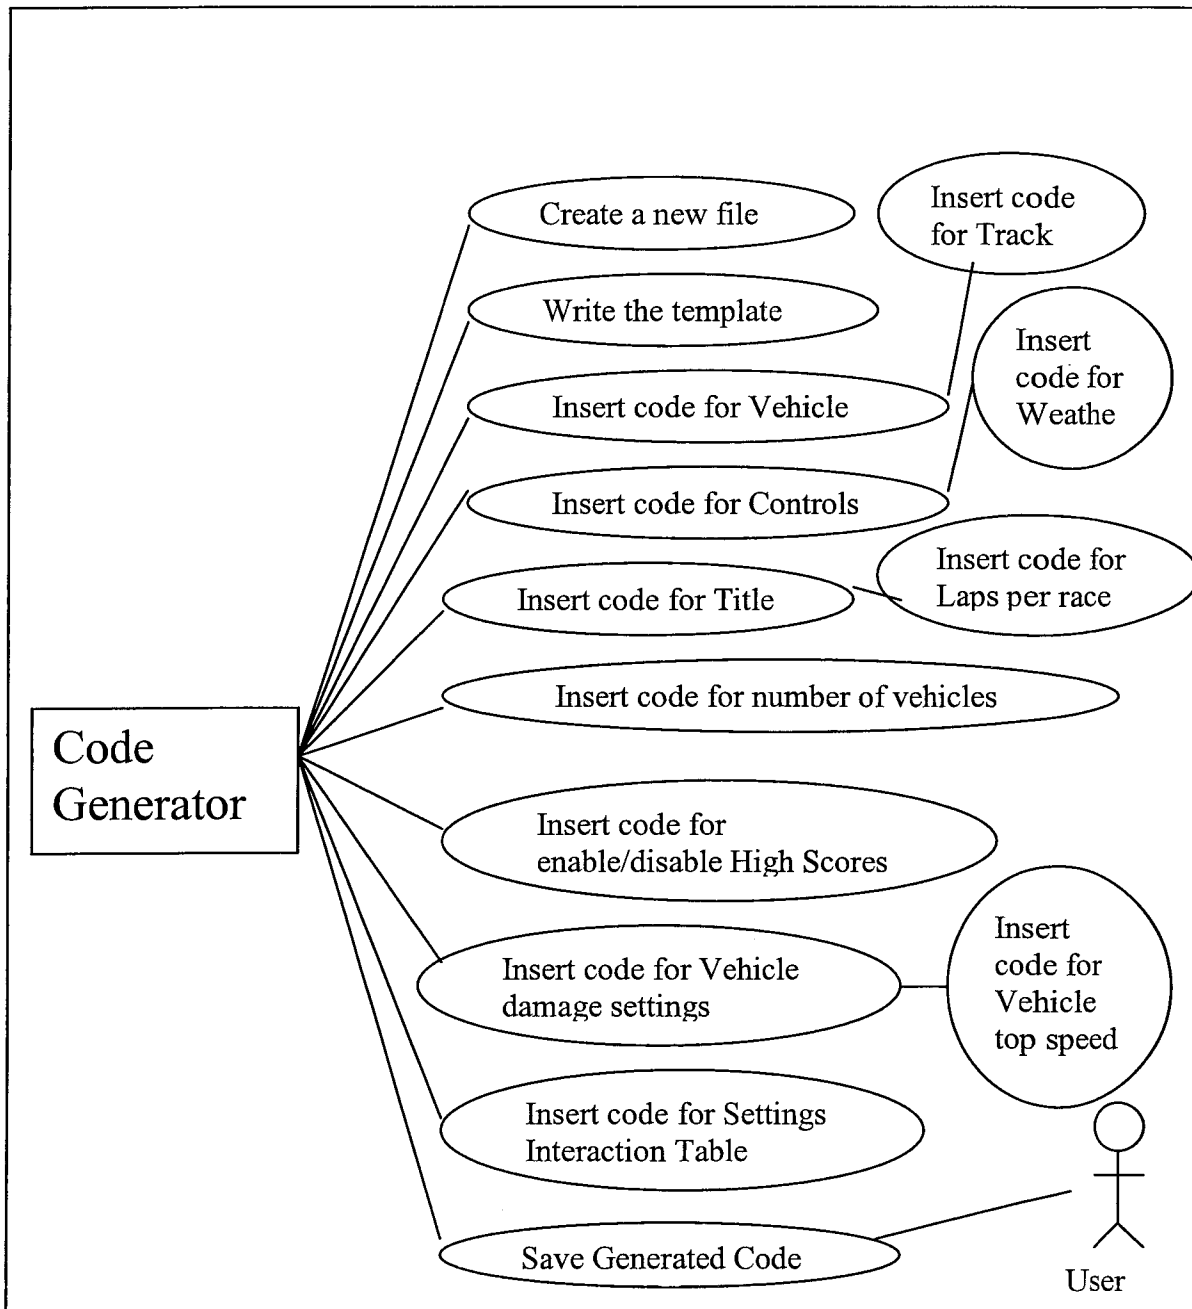 Create a new file
Insert code
for Track
Write the template
Insert
code for
Weathe
Insert code for Vehicle
Insert code for Controls
Insert code for
Laps per race
Insert code for Title
Insert code for number of vehicles
Code
Generator
Insert code for
enable/disable High Scores
Insert code for Vehicle
damage settings
Insert
code for
Vehicle
top speed
Insert code for Settings
Interaction Table
Save Generated Code
User